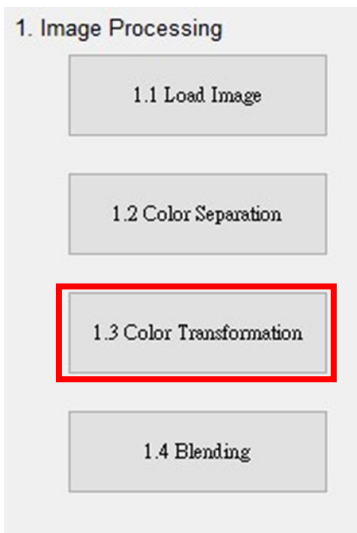 1. Image Processing
1.1 Load Image
1.2 Color Separation
1.3 Color Transformation
1.4 Blending